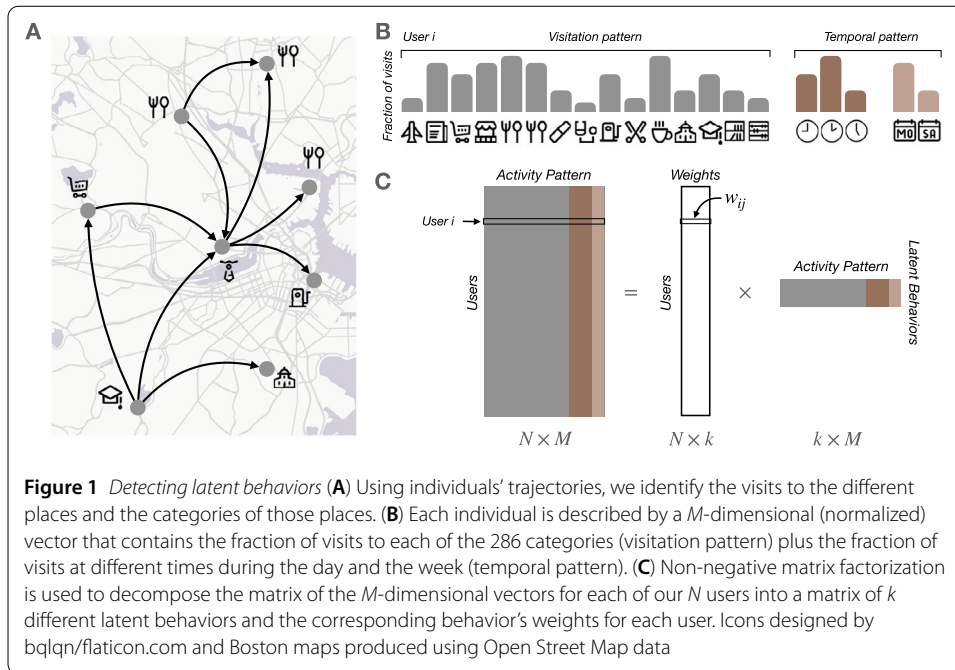 A
B
User i
Visitation pattern
Temporal pattern
Fraction of visits
MO
SA
C
Activity Pattern
Weights
w_{ij}
User i
Users
=
Users
×
Activity Pattern
Latent Behaviors
N × M
N × k
k × M
Figure 1 Detecting latent behaviors (A) Using individuals’ trajectories, we identify the visits to the different
places and the categories of those places. (B) Each individual is described by a M-dimensional (normalized)
vector that contains the fraction of visits to each of the 286 categories (visitation pattern) plus the fraction of
visits at different times during the day and the week (temporal pattern). (C) Non-negative matrix factorization
is used to decompose the matrix of the M-dimensional vectors for each of our N users into a matrix of k
different latent behaviors and the corresponding behavior’s weights for each user. Icons designed by
bqlqn/flaticon.com and Boston maps produced using Open Street Map data